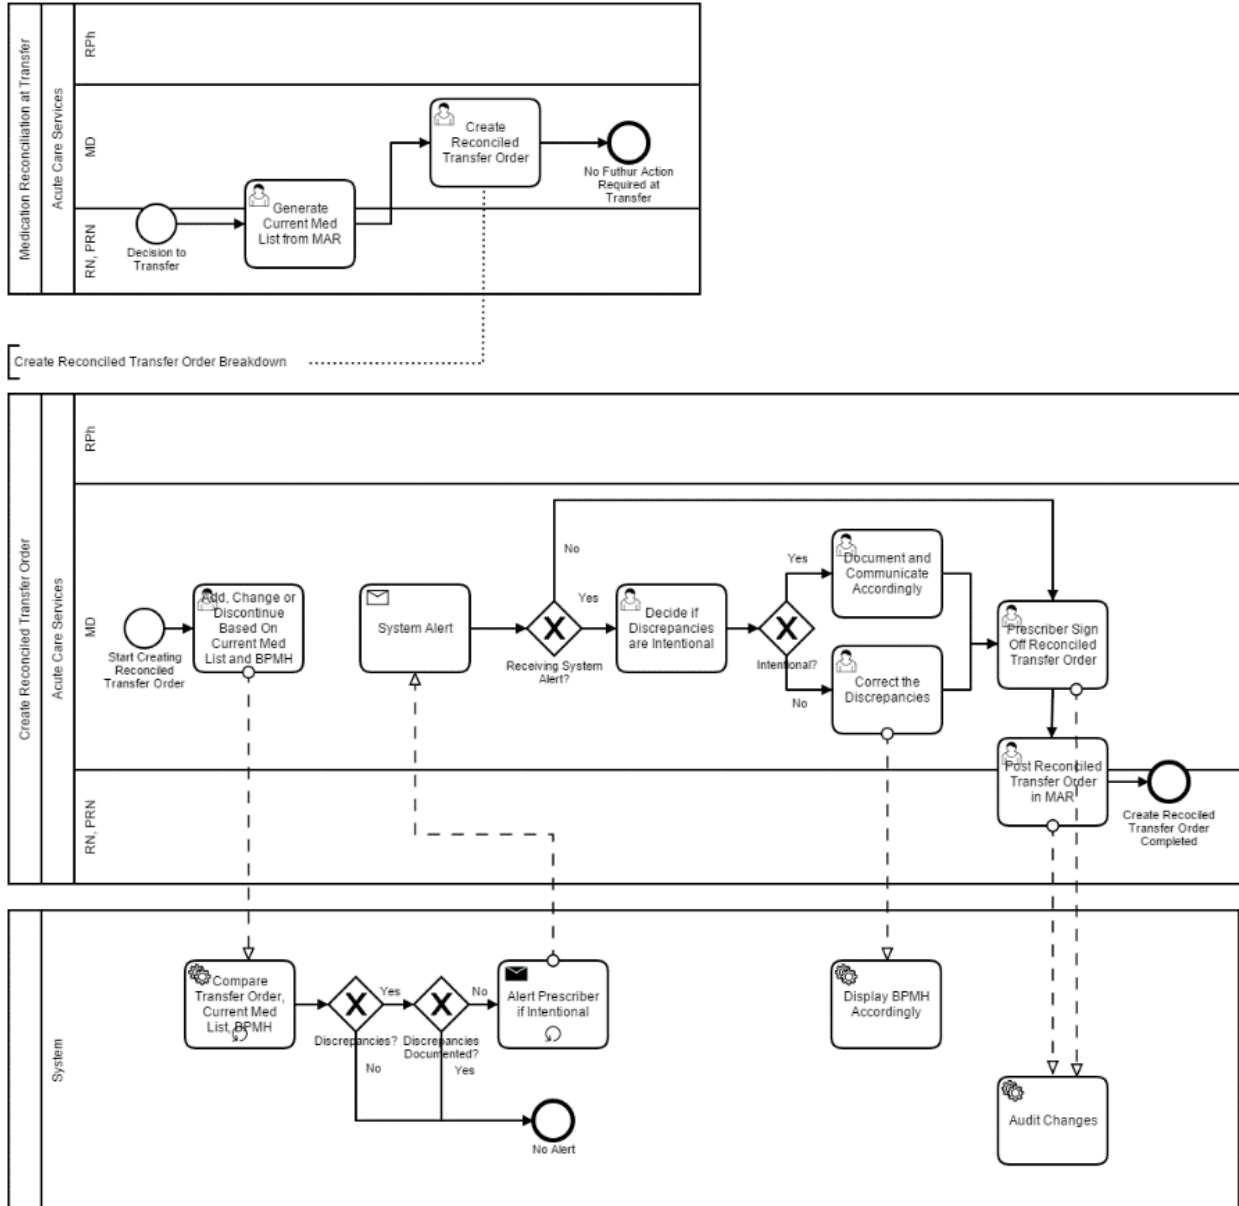 Medication Reconciliation at Transfer
Acute Care Services
RPh
MD
RN, PRN
Create
Reconciled
Transfer Order
No Futhur Action
Required at
Transfer
Generate
Current Med
List from MAR
Decision to
Transfer
Create Reconciled Transfer Order Breakdown
Create Reconciled Transfer Order
Acute Care Services
RPh
MD
RN, PRN
Start Creating
Reconciled
Transfer Order
Add, Change or
Discontinue
Based On
Current Med
List and BPMH
System Alert
No
Yes
Receiving System
Alert?
Decide if
Discrepancies
are Intentional
Yes
Intentional?
No
Document and
Communicate
Accordingly
Correct the
Discrepancies
Prescriber Sign
Off Reconciled
Transfer Order
Post Reconciled
Transfer Order
in MAR
Create Recociled
Transfer Order
Completed
System
Compare
Transfer Order,
Current Med
List, BPMH
Discrepancies?
Yes
No
Discrepancies
Documented?
No
Yes
Alert Prescriber
if Intentional
No Alert
Display BPMH
Accordingly
Audit Changes